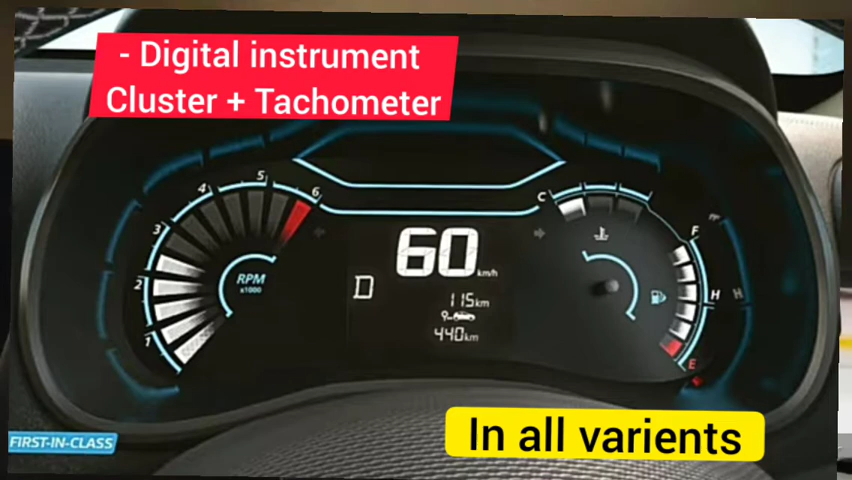 - Digital instrument
Cluster + Tachometer
1
2
3
4
5
6
RPM
x1000
60
km/h
D
115km
440km
C
F
H
H
E
FIRST-IN-CLASS
In all varients